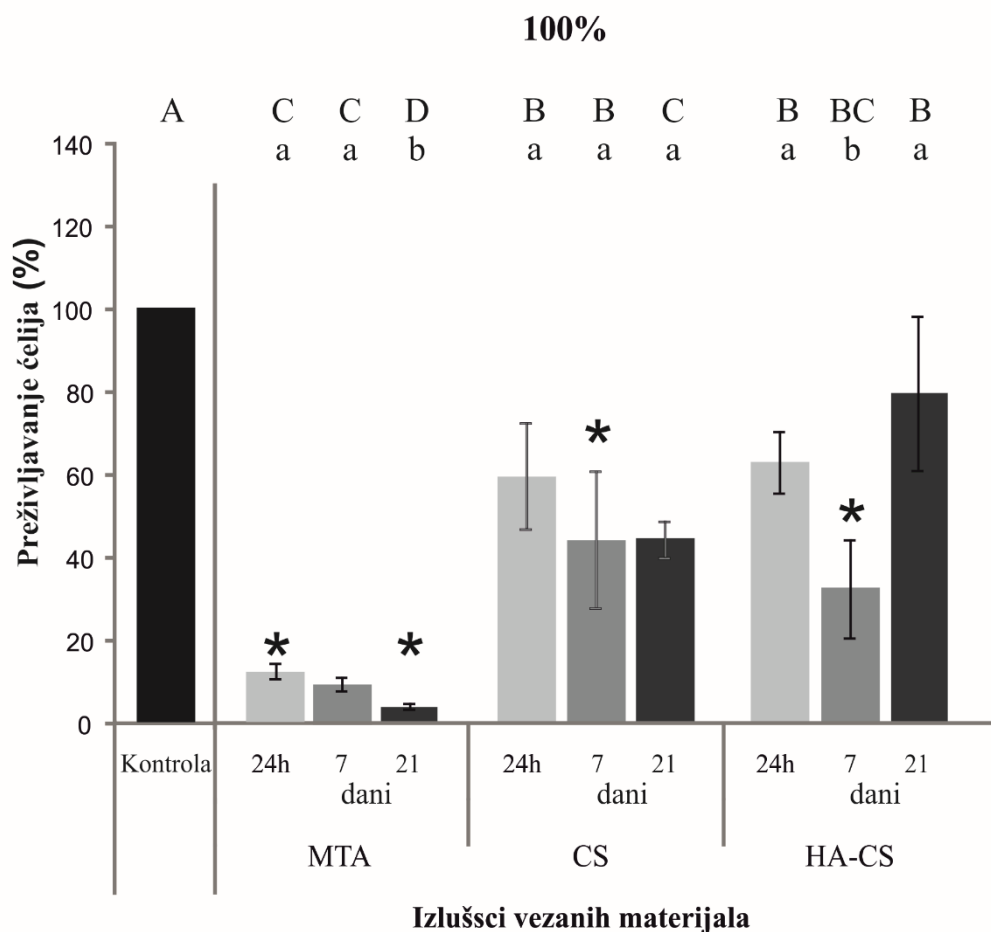 100%
A C C D B B C B BC B
a a b a a a a b a
140
120
100
80
60
40
20
0
Preživljavanje ćelija (%)
* * * *
Kontrola 24h 7 21 24h 7 21 24h 7 21
dani dani dani
MTA CS HA-CS
Izlušsci vezanih materijala